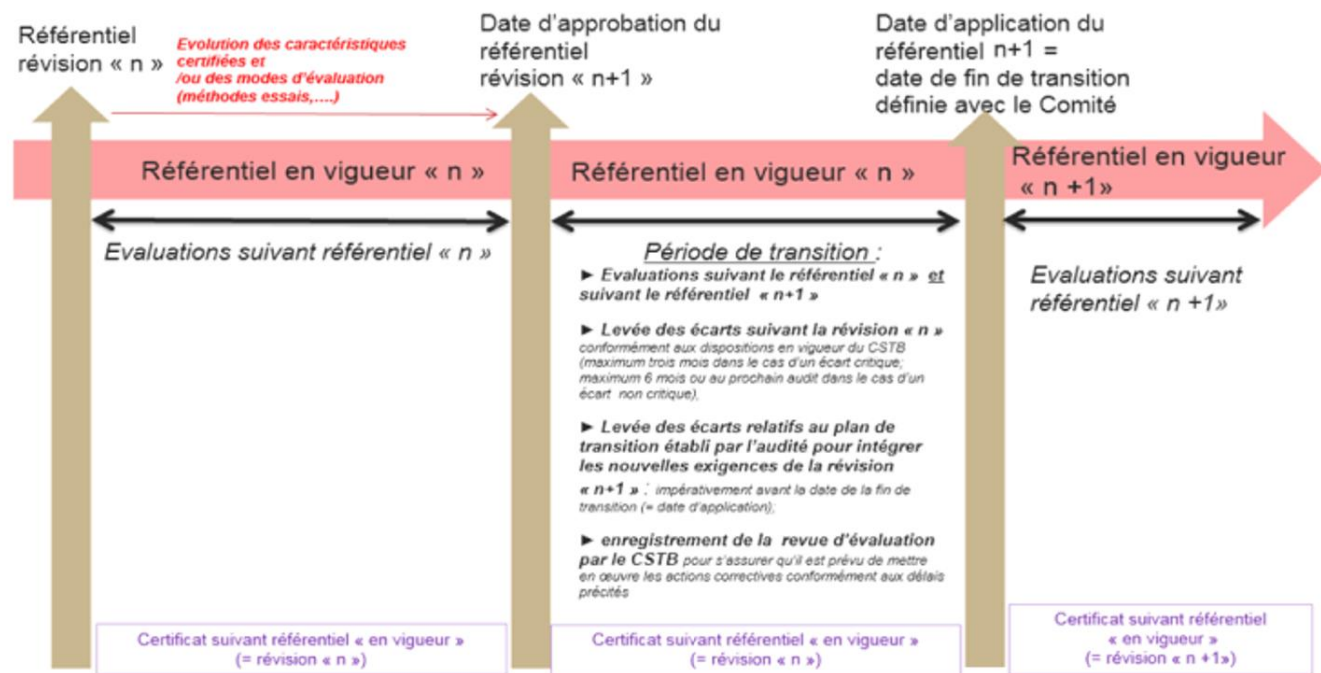 Référentiel
révision « n »
Evolution des caractéristiques
certifiées et
/ou des modes d'évaluation
(méthodes essais,....)
Date d'approbation du
référentiel
révision « n+1 »
Date d'application du
référentiel n+1 =
date de fin de transition
définie avec le Comité
Référentiel en vigueur « n »
Référentiel en vigueur « n »
Référentiel en vigueur
« n +1»
Evaluations suivant référentiel « n »
Période de transition :
► Evaluations suivant le référentiel « n » et
suivant le référentiel « n+1 »
► Levée des écarts suivant la révision « n »
conformément aux dispositions en vigueur du CSTB
(maximum trois mois dans le cas d'un écart critique;
maximum 6 mois ou au prochain audit dans le cas d'un
écart non critique),
► Levée des écarts relatifs au plan de
transition établi par l'audité pour intégrer
les nouvelles exigences de la révision
« n+1 » : impérativement avant la date de la fin de
transition (= date d'application);
► enregistrement de la revue d'évaluation
par le CSTB pour s'assurer qu'il est prévu de mettre
en œuvre les actions correctives conformément aux délais
précités
Evaluations suivant
référentiel « n +1»
Certificat suivant référentiel « en vigueur »
(= révision « n »)
Certificat suivant référentiel « en vigueur »
(= révision « n »)
Certificat suivant référentiel
« en vigueur »
(= révision « n +1»)